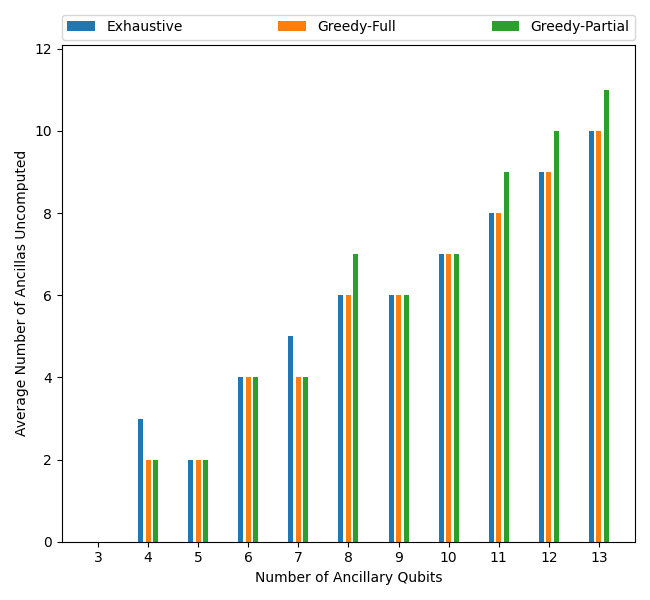 Exhaustive Greedy-Full Greedy-Partial
12
10
8
6
4
2
0
Average Number of Ancillas Uncomputed
3 4 5 6 7 8 9 10 11 12 13
Number of Ancillary Qubits